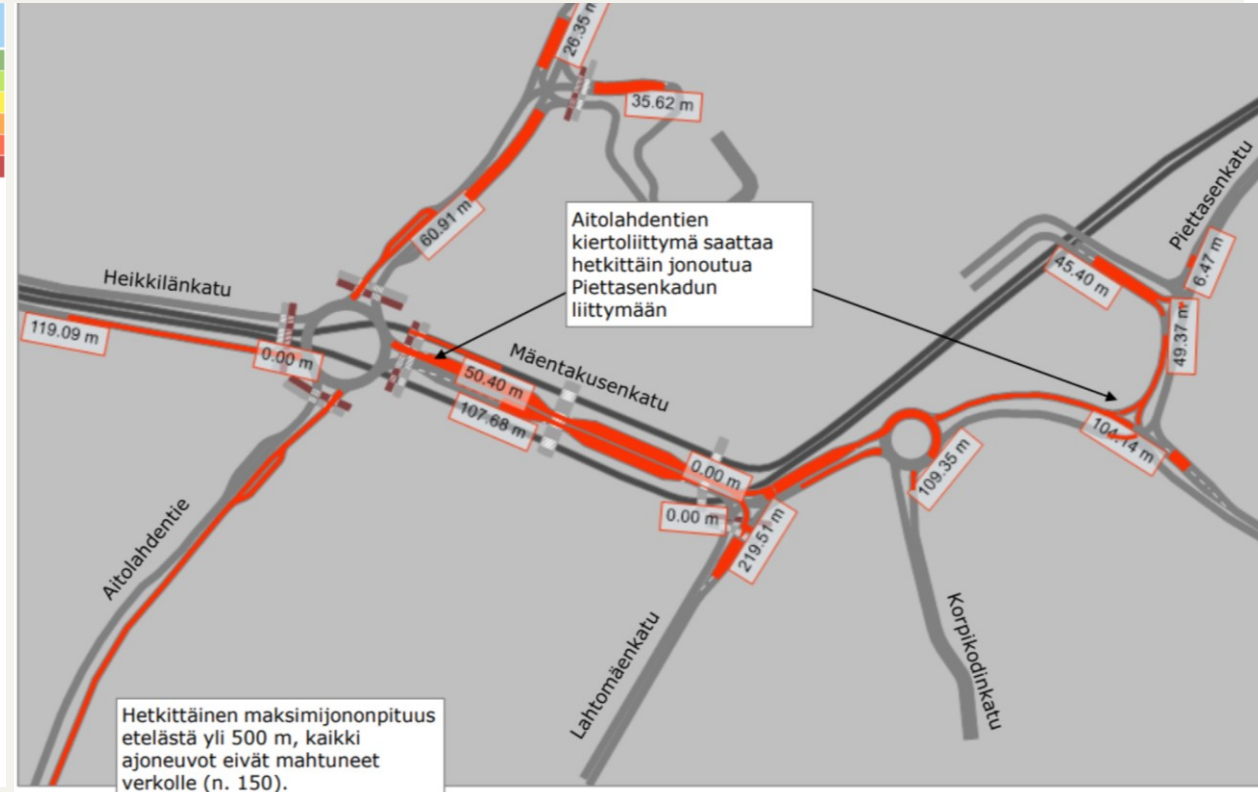 26.35 m
35.62 m
60.91 m
Aitolahdentien
kiertoliittymä saattaa
hetkittäin jonoutua
Piettasenkadun
liittymään
Piettasenkatu
6.47 m
45.40 m
49.37 m
Heikkilänkatu
119.09 m
0.00 m
Mäentakusenkatu
50.40 m
107.68 m
0.00 m
0.00 m
219.51 m
109.35 m
104.14 m
Aitolahdentie
Lahtomäenkatu
Korpikodinkatu
Hetkittäinen maksimijononpituus
etelästä yli 500 m, kaikki
ajoneuvot eivät mahtuneet
verkolle (n. 150).